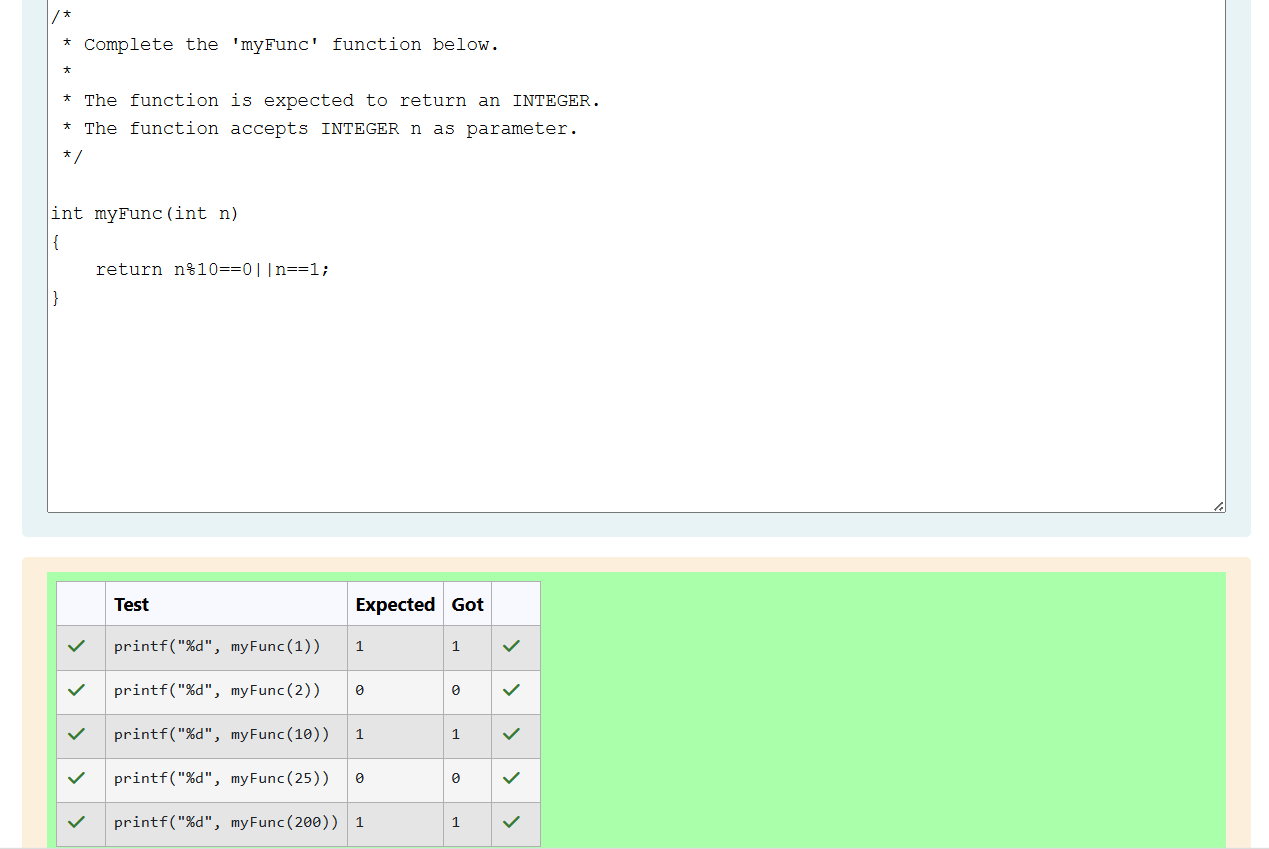 /*
 * Complete the 'myFunc' function below.
 *
 * The function is expected to return an INTEGER.
 * The function accepts INTEGER n as parameter.
 */
int myFunc(int n)
{
    return n%10==0||n==1;
}
Test Expected Got
printf("%d", myFunc(1)) 1 1
printf("%d", myFunc(2)) 0 0
printf("%d", myFunc(10)) 1 1
printf("%d", myFunc(25)) 0 0
printf("%d", myFunc(200)) 1 1